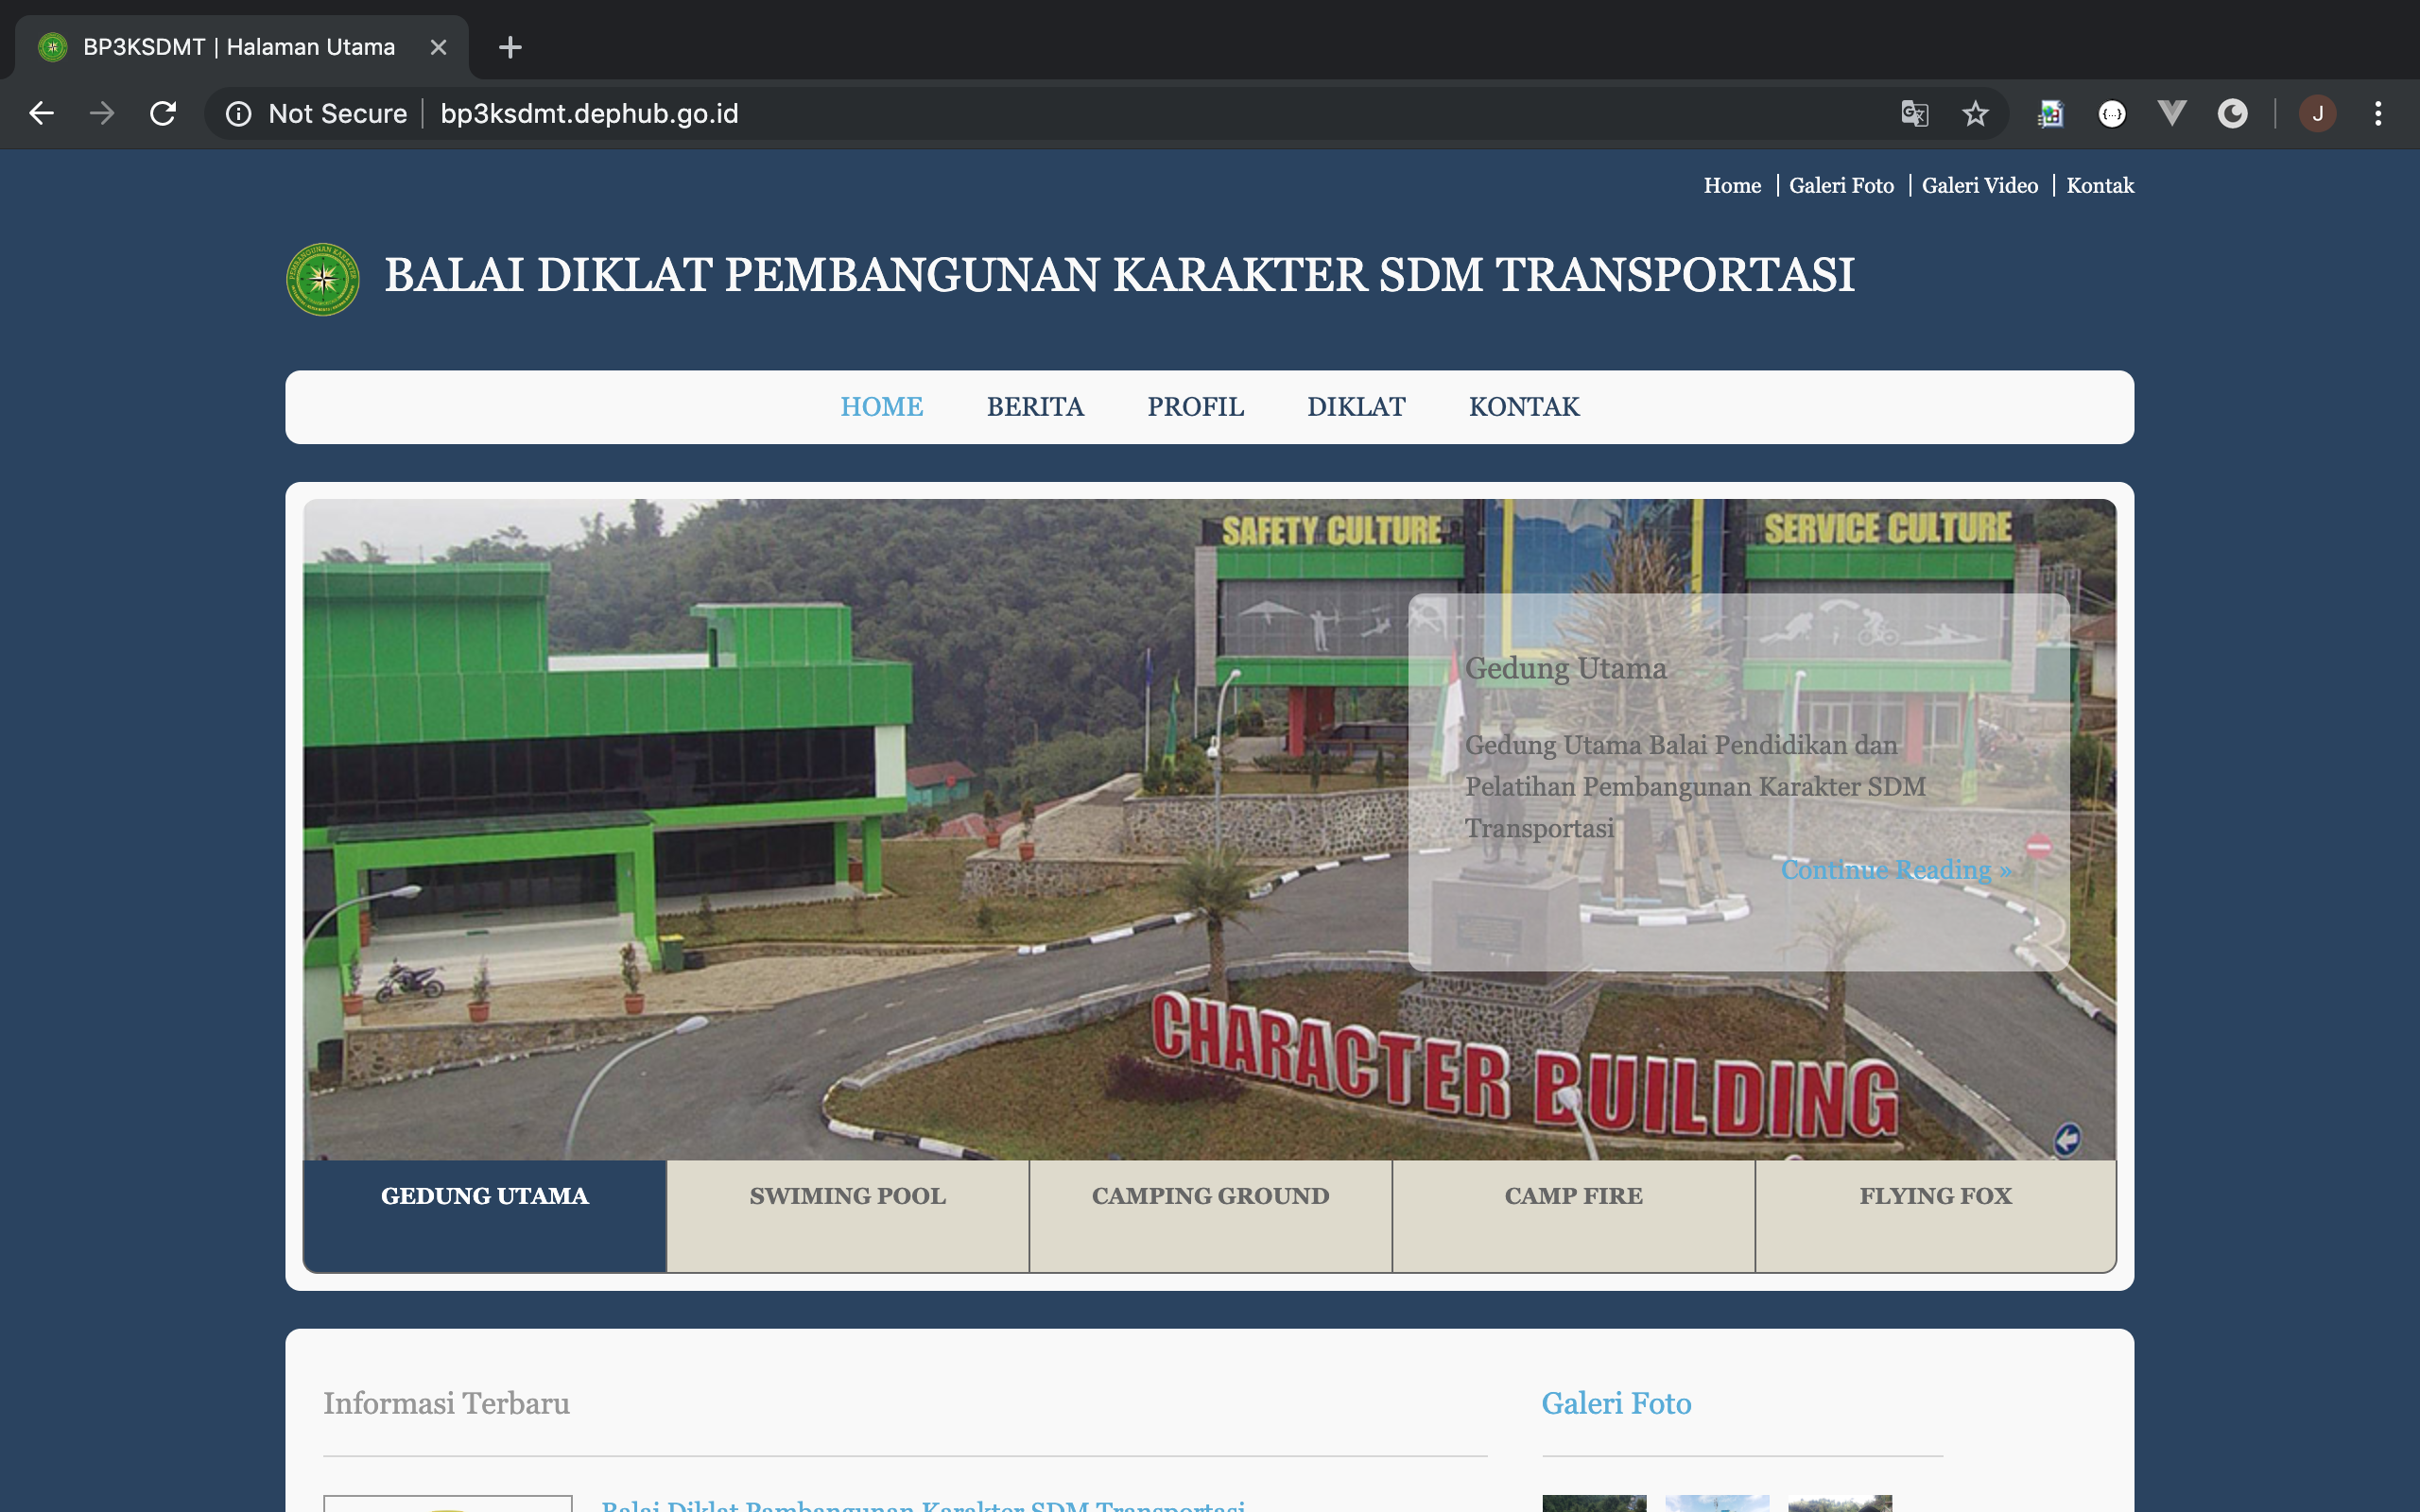 BP3KSDMT | Halaman Utama
Not Secure
bp3ksdmt.dephub.go.id
J
Home
Galeri Foto
Galeri Video
Kontak
PEMBANGUNAN KARAKTER
BALAI DIKLAT PEMBANGUNAN KARAKTER SDM TRANSPORTASI
HOME
BERITA
PROFIL
DIKLAT
KONTAK
SAFETY CULTURE
SERVICE CULTURE
Gedung Utama
Gedung Utama Balai Pendidikan dan
Pelatihan Pembangunan Karakter SDM
Transportasi
Continue Reading »
CHARACTER BUILDING
GEDUNG UTAMA
SWIMING POOL
CAMPING GROUND
CAMP FIRE
FLYING FOX
Informasi Terbaru
Galeri Foto
Balai Diklat Pambangunan Karakter SDM Transportasi